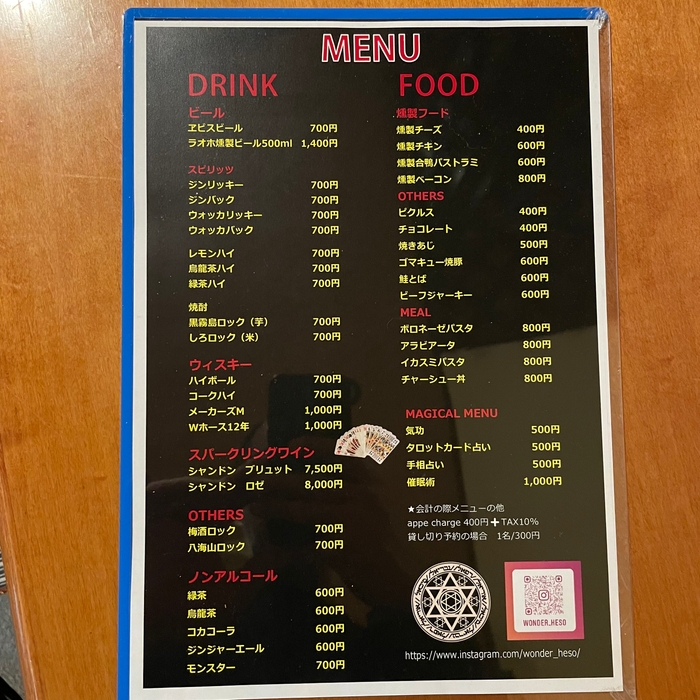 MENU
DRINK
ビール
ヱビスビール 700円
ラオホ燻製ビール500ml 1,400円
スピリッツ
ジンリッキー 700円
ジンバック 700円
ウォッカリッキー 700円
ウォッカバック 700円
レモンハイ 700円
烏龍茶ハイ 700円
緑茶ハイ 700円
焼酎
黒霧島ロック（芋） 700円
しろロック（米） 700円
ウィスキー
ハイボール 700円
コークハイ 700円
メーカーズM 1,000円
Wホース12年 1,000円
スパークリングワイン
シャンドン ブリュット 7,500円
シャンドン ロゼ 8,000円
OTHERS
梅酒ロック 700円
八海山ロック 700円
ノンアルコール
緑茶 600円
烏龍茶 600円
コカコーラ 600円
ジンジャーエール 600円
モンスター 700円
FOOD
燻製フード
燻製チーズ 400円
燻製チキン 600円
燻製合鴨パストラミ 600円
燻製ベーコン 800円
OTHERS
ピクルス 400円
チョコレート 400円
焼きあじ 500円
ゴマキュー焼豚 600円
鮭とば 600円
ビーフジャーキー 600円
MEAL
ボロネーゼパスタ 800円
アラビアータ 800円
イカスミパスタ 800円
チャーシュー丼 800円
MAGICAL MENU
気功 500円
タロットカード占い 500円
手相占い 500円
催眠術 1,000円
★会計の際メニューの他
appe charge 400円➕TAX10%
貸し切り予約の場合 1名/300円
WONDER_HESO
https://www.instagram.com/wonder_heso/